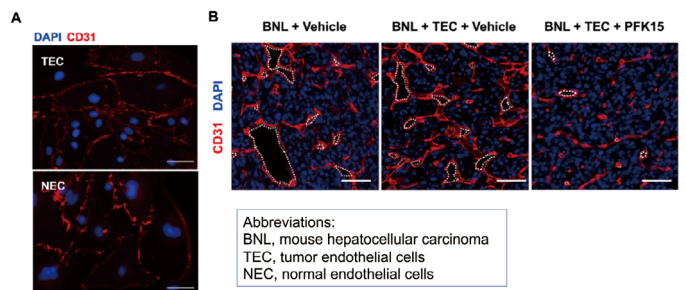 A
DAPI CD31
TEC
NEC
B
BNL + Vehicle
BNL + TEC + Vehicle
BNL + TEC + PFK15
CD31 DAPI
Abbreviations:
BNL, mouse hepatocellular carcinoma
TEC, tumor endothelial cells
NEC, normal endothelial cells